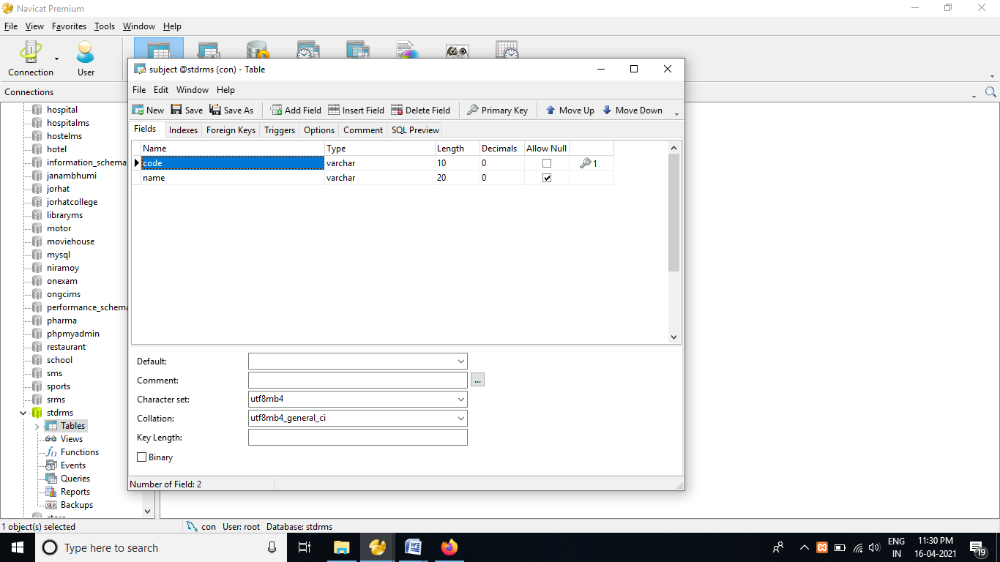 Navicat Premium
File View Favorites Tools Window Help
Connection User
Connections
hospital
hospitalms
hostelms
hotel
information_schema
janambhumi
jorhat
jorhatcollege
libraryms
motor
moviehouse
mysql
niramoy
onexam
ongcims
performance_schema
pharma
phpmyadmin
restaurant
school
sms
sports
srms
stdrms
Tables
Views
Functions
Events
Queries
Reports
Backups
subject @stdrms (con) - Table
File Edit Window Help
New Save Save As Add Field Insert Field Delete Field Primary Key Move Up Move Down
Fields Indexes Foreign Keys Triggers Options Comment SQL Preview
Name Type Length Decimals Allow Null
code varchar 10 0 1
name varchar 20 0
Default:
Comment: ...
Character set: utf8mb4
Collation: utf8mb4_general_ci
Key Length:
Binary
Number of Field: 2
1 object(s) selected con User: root Database: stdrms
Type here to search
ENG 11:30 PM
IN 16-04-2021 19